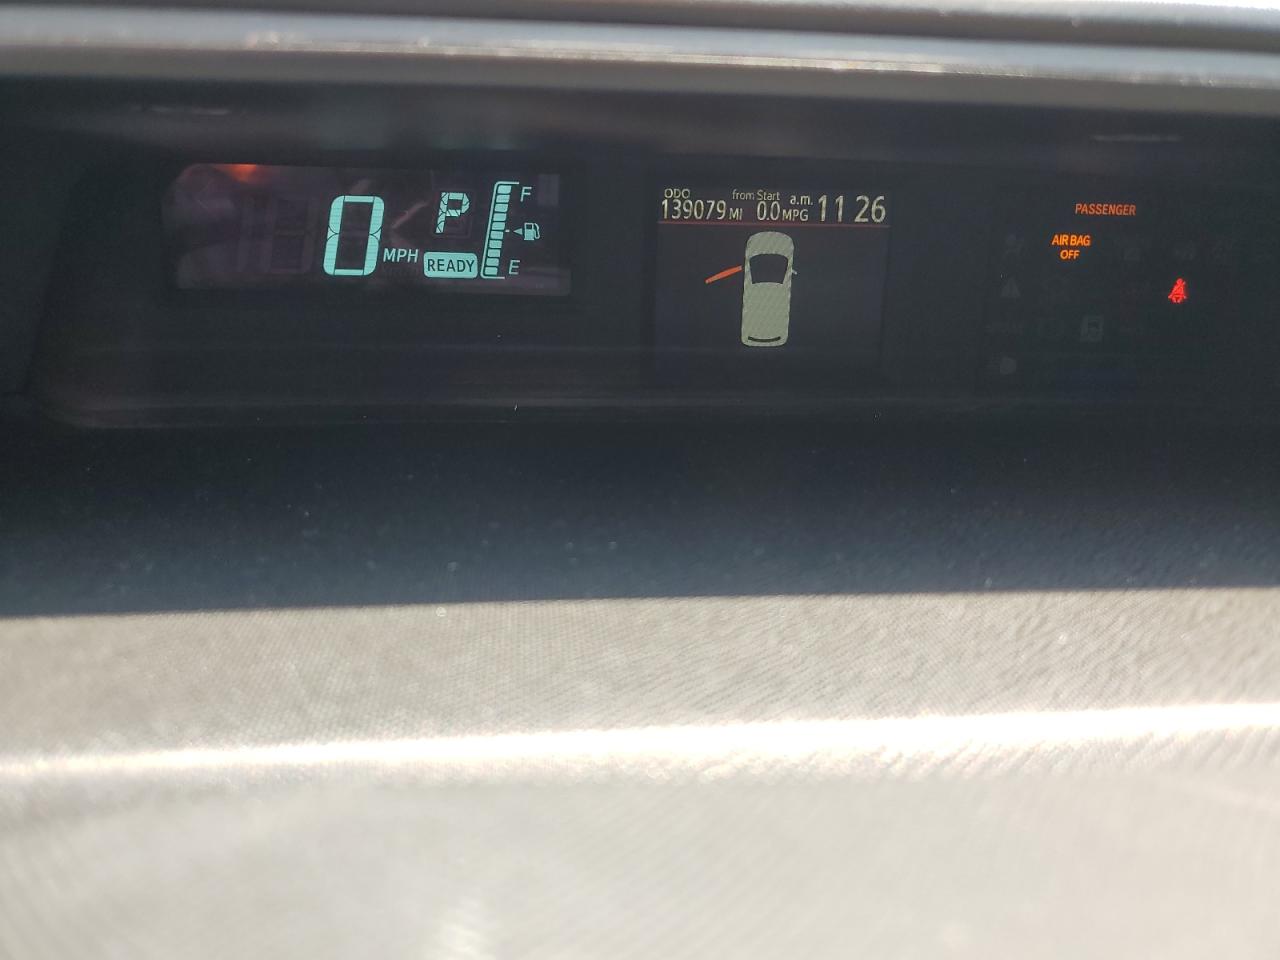 0 MPH
P
READY
F
E
ODO from Start a.m.
139079 MI 0.0 MPG 11 26
PASSENGER
AIR BAG
OFF